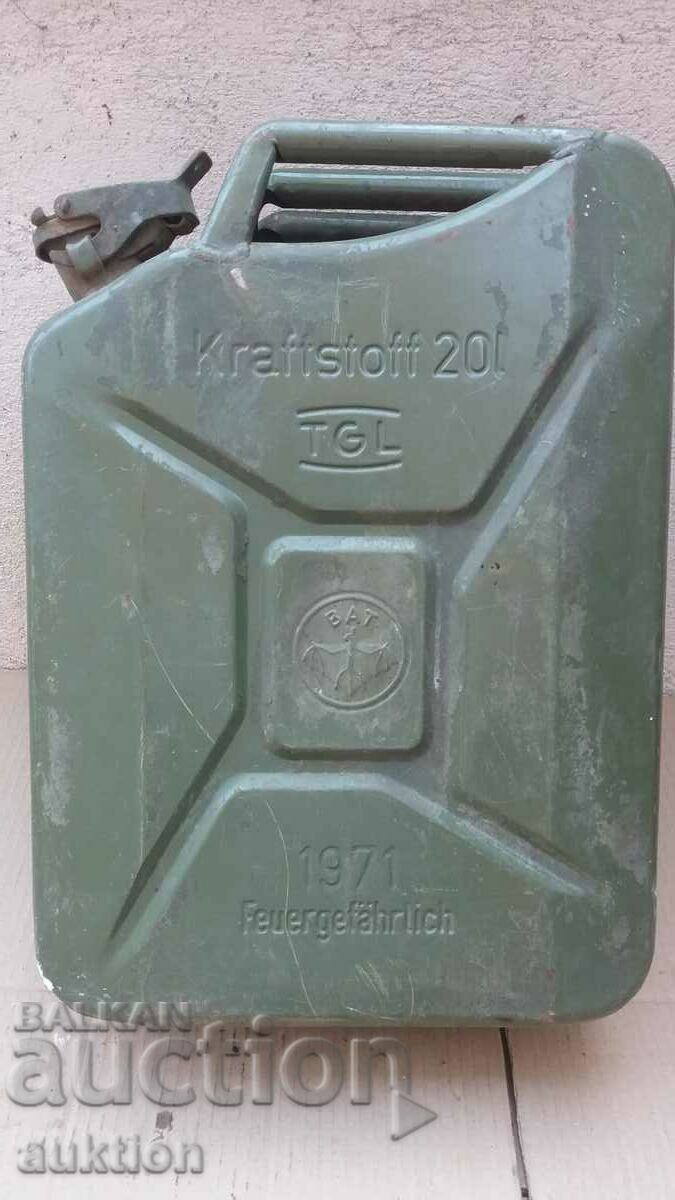 Kraftstoff 20l
TGL
BAT
1971
Feuergefährlich
BALKAN
auction
auktion